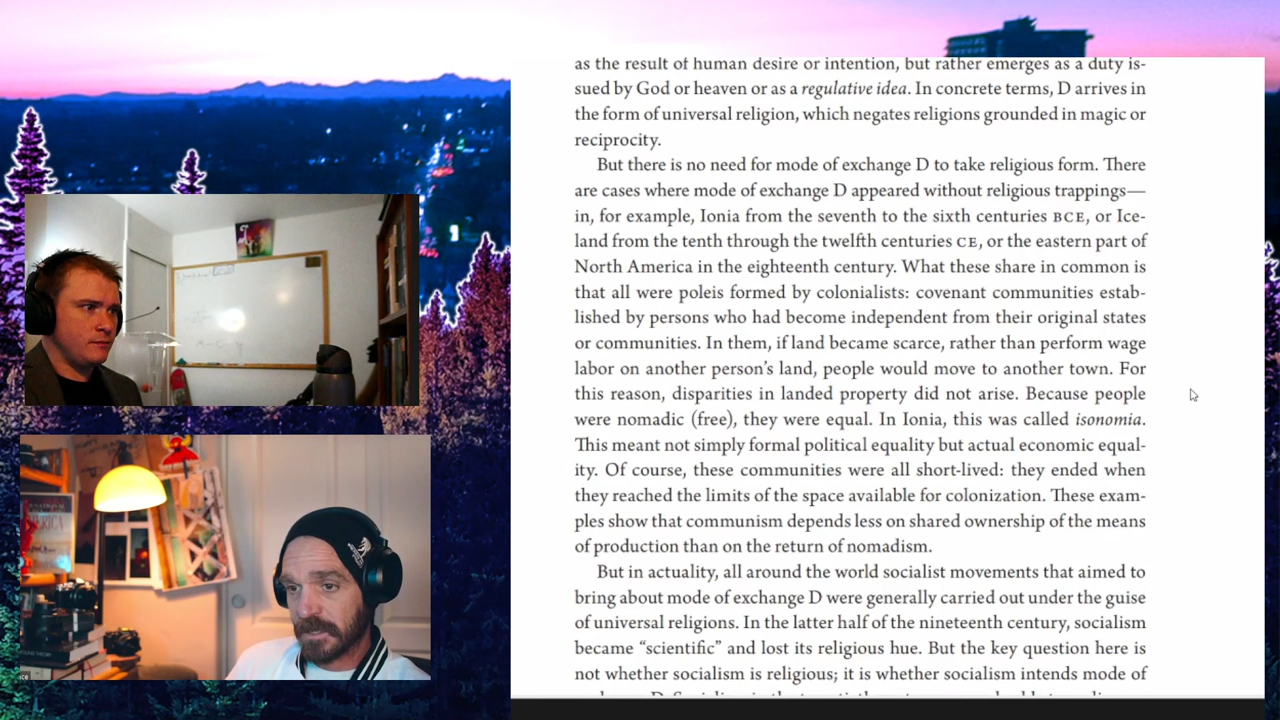 as the result of human desire or intention, but rather emerges as a duty is-
sued by God or heaven or as a regulative idea. In concrete terms, D arrives in
the form of universal religion, which negates religions grounded in magic or
reciprocity.
But there is no need for mode of exchange D to take religious form. There
are cases where mode of exchange D appeared without religious trappings—
in, for example, Ionia from the seventh to the sixth centuries BCE, or Ice-
land from the tenth through the twelfth centuries CE, or the eastern part of
North America in the eighteenth century. What these share in common is
that all were poleis formed by colonialists: covenant communities estab-
lished by persons who had become independent from their original states
or communities. In them, if land became scarce, rather than perform wage
labor on another person's land, people would move to another town. For
this reason, disparities in landed property did not arise. Because people
were nomadic (free), they were equal. In Ionia, this was called isonomia.
This meant not simply formal political equality but actual economic equal-
ity. Of course, these communities were all short-lived: they ended when
they reached the limits of the space available for colonization. These exam-
ples show that communism depends less on shared ownership of the means
of production than on the return of nomadism.
But in actuality, all around the world socialist movements that aimed to
bring about mode of exchange D were generally carried out under the guise
of universal religions. In the latter half of the nineteenth century, socialism
became “scientific” and lost its religious hue. But the key question here is
not whether socialism is religious; it is whether socialism intends mode of